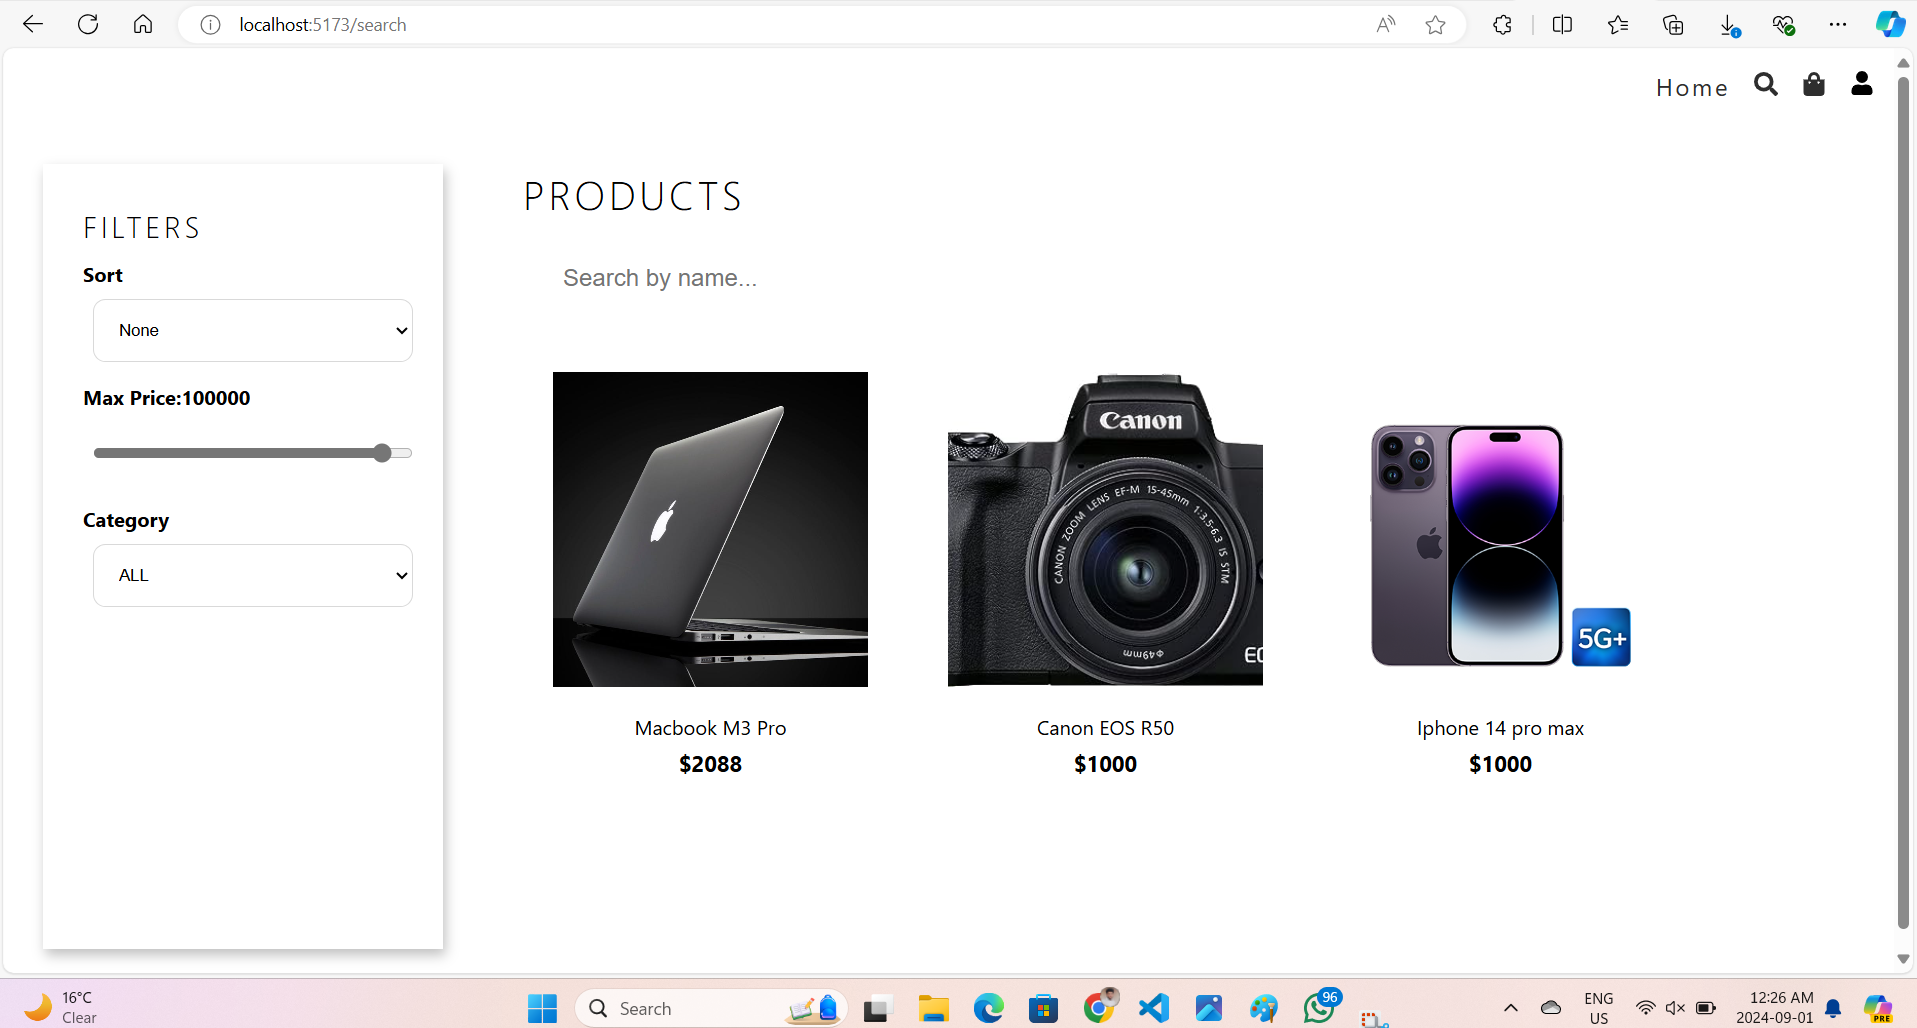 localhost:5173/search
Home
FILTERS
Sort
None
Max Price:100000
Category
ALL
PRODUCTS
Search by name...
Canon
CANON ZOOM LENS EF-M 15-45mm 1:3.5-6.3 IS STM
Φ49mm
EO
5G+
Macbook M3 Pro
$2088
Canon EOS R50
$1000
Iphone 14 pro max
$1000
16°C
Clear
Search
96
ENG
US
12:26 AM
2024-09-01
PRE